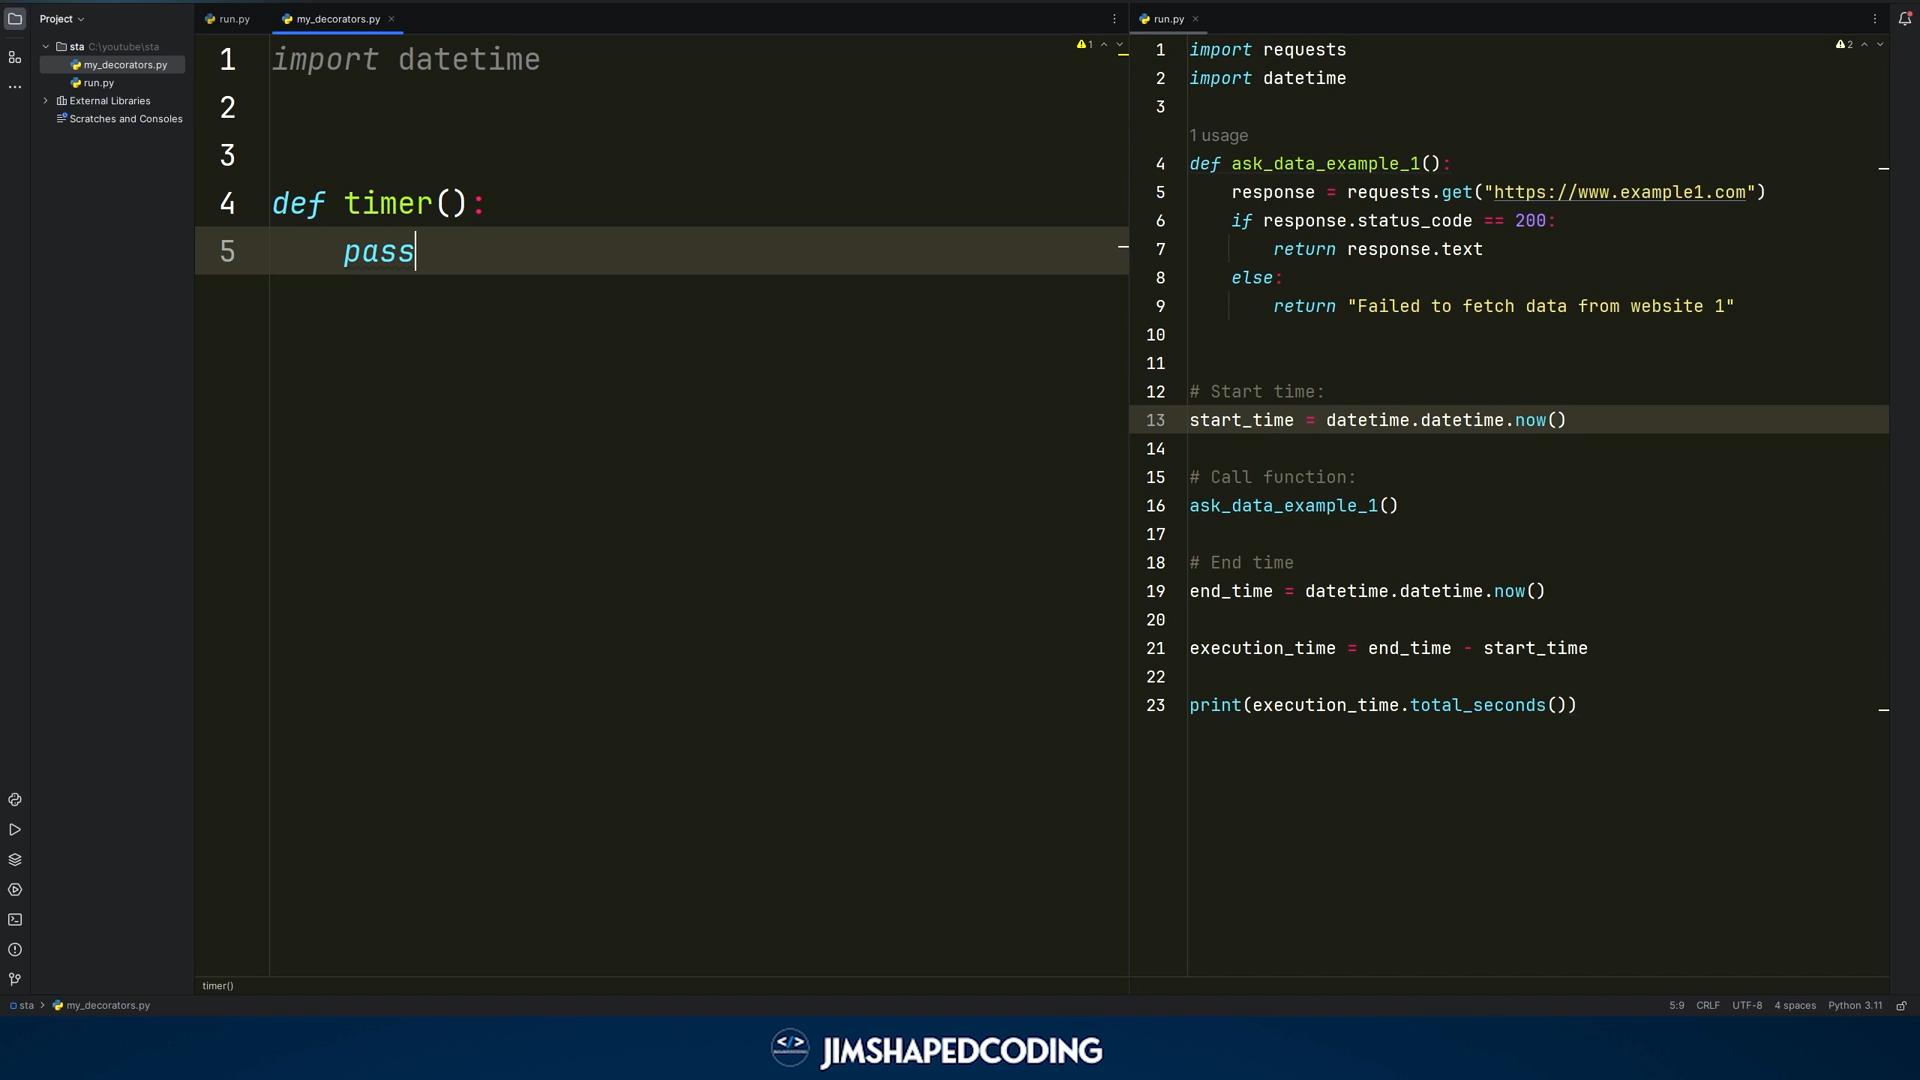 Project
sta C:\youtube\sta
my_decorators.py
run.py
External Libraries
Scratches and Consoles
run.py
my_decorators.py
1
1 import datetime
2
3
4 def timer():
5     pass
timer()
run.py
2
1 import requests
2 import datetime
3
1 usage
4 def ask_data_example_1():
5     response = requests.get("https://www.example1.com")
6     if response.status_code == 200:
7         return response.text
8     else:
9         return "Failed to fetch data from website 1"
10
11
12 # Start time:
13 start_time = datetime.datetime.now()
14
15 # Call function:
16 ask_data_example_1()
17
18 # End time
19 end_time = datetime.datetime.now()
20
21 execution_time = end_time - start_time
22
23 print(execution_time.total_seconds())
sta > my_decorators.py
5:9 CRLF UTF-8 4 spaces Python 3.11
</> JIMSHAPEDCODING